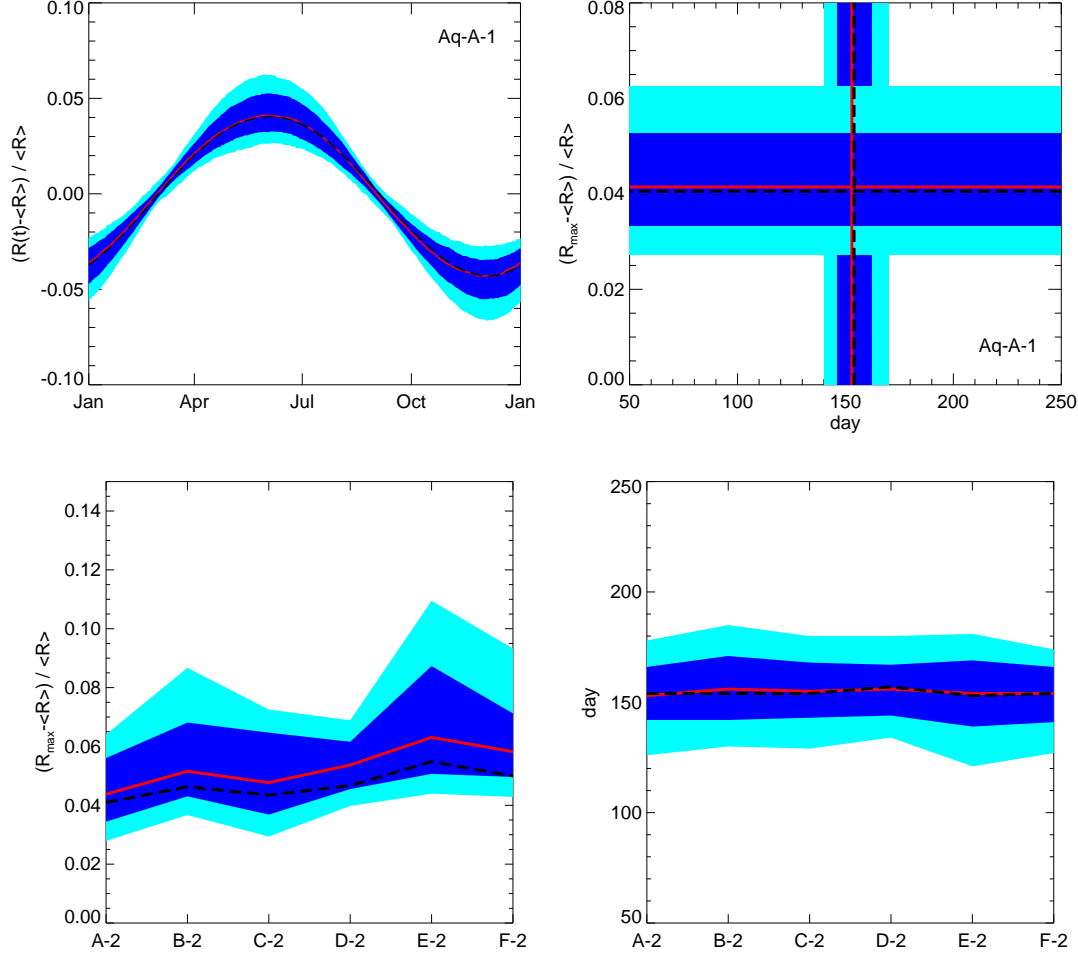 0.10
0.05
0.00
-0.05
-0.10
(R(t)-<R>) / <R>
Aq-A-1
Jan
Apr
Jul
Oct
Jan
0.08
0.06
0.04
0.02
0.00
(Rmax-<R>) / <R>
Aq-A-1
50
100
150
200
250
day
0.14
0.12
0.10
0.08
0.06
0.04
0.02
0.00
(Rmax-<R>) / <R>
A-2
B-2
C-2
D-2
E-2
F-2
250
200
150
100
50
day
A-2
B-2
C-2
D-2
E-2
F-2